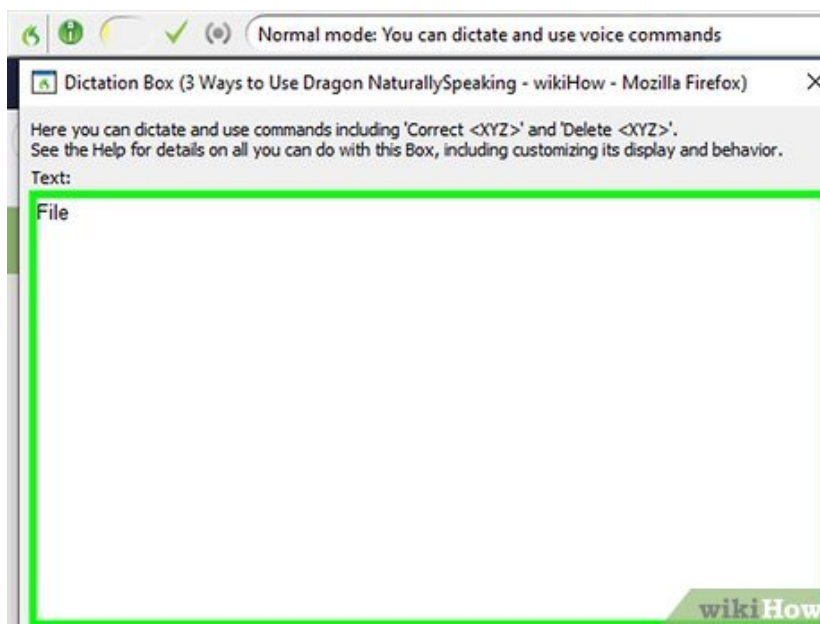 Normal mode: You can dictate and use voice commands
Dictation Box (3 Ways to Use Dragon NaturallySpeaking - wikiHow - Mozilla Firefox)
Here you can dictate and use commands including 'Correct <XYZ>' and 'Delete <XYZ>'.
See the Help for details on all you can do with this Box, including customizing its display and behavior.
Text:
File
wikiHow